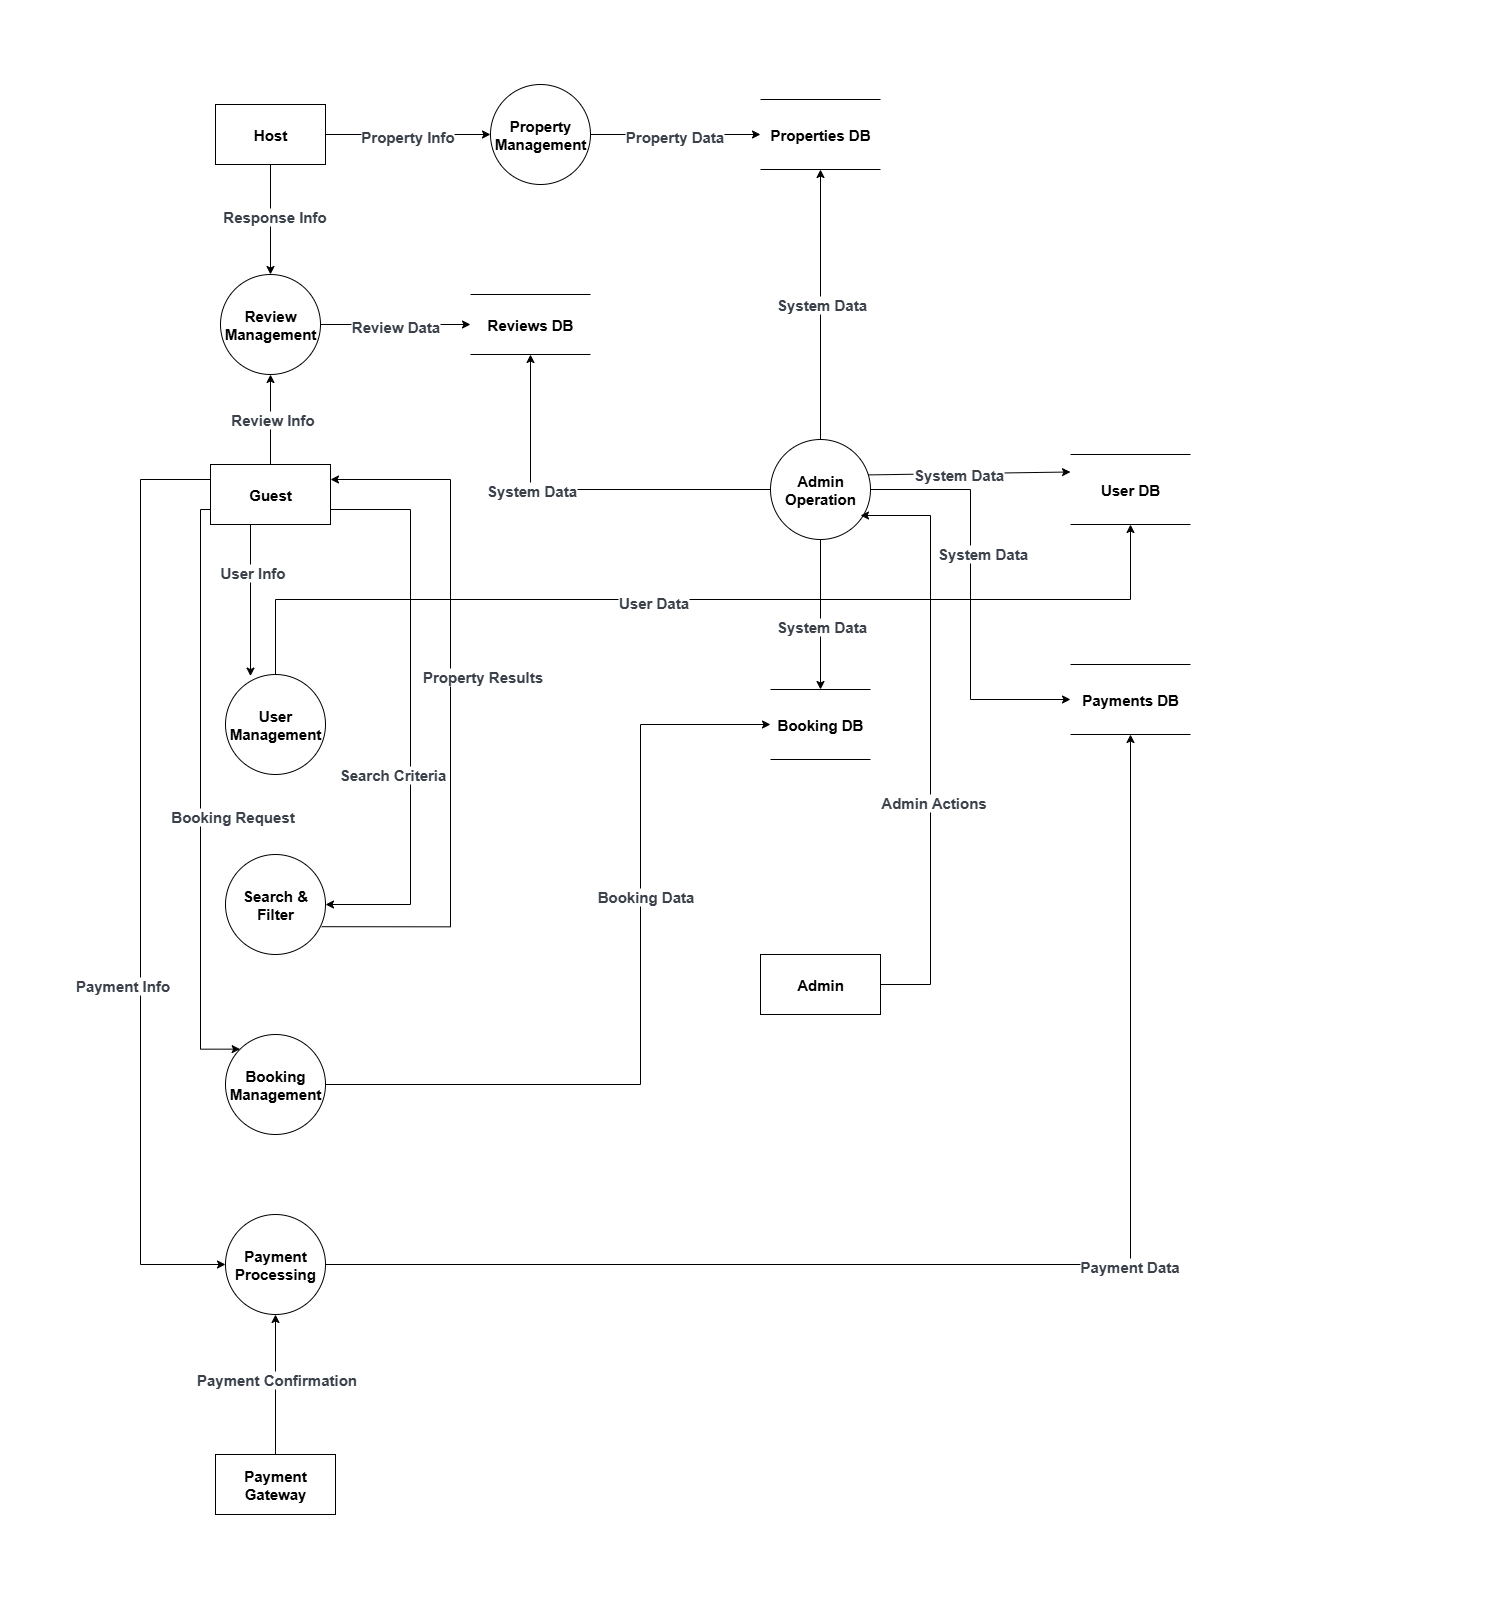 Host
Property Info
Property
Management
Property Data
Properties DB
Response Info
Review
Management
Review Data
Reviews DB
System Data
Review Info
Guest
System Data
Admin
Operation
System Data
User DB
System Data
User Info
User Data
System Data
Property Results
User
Management
Booking DB
Payments DB
Search Criteria
Booking Request
Admin Actions
Search &
Filter
Booking Data
Payment Info
Admin
Booking
Management
Payment
Processing
Payment Data
Payment Confirmation
Payment
Gateway